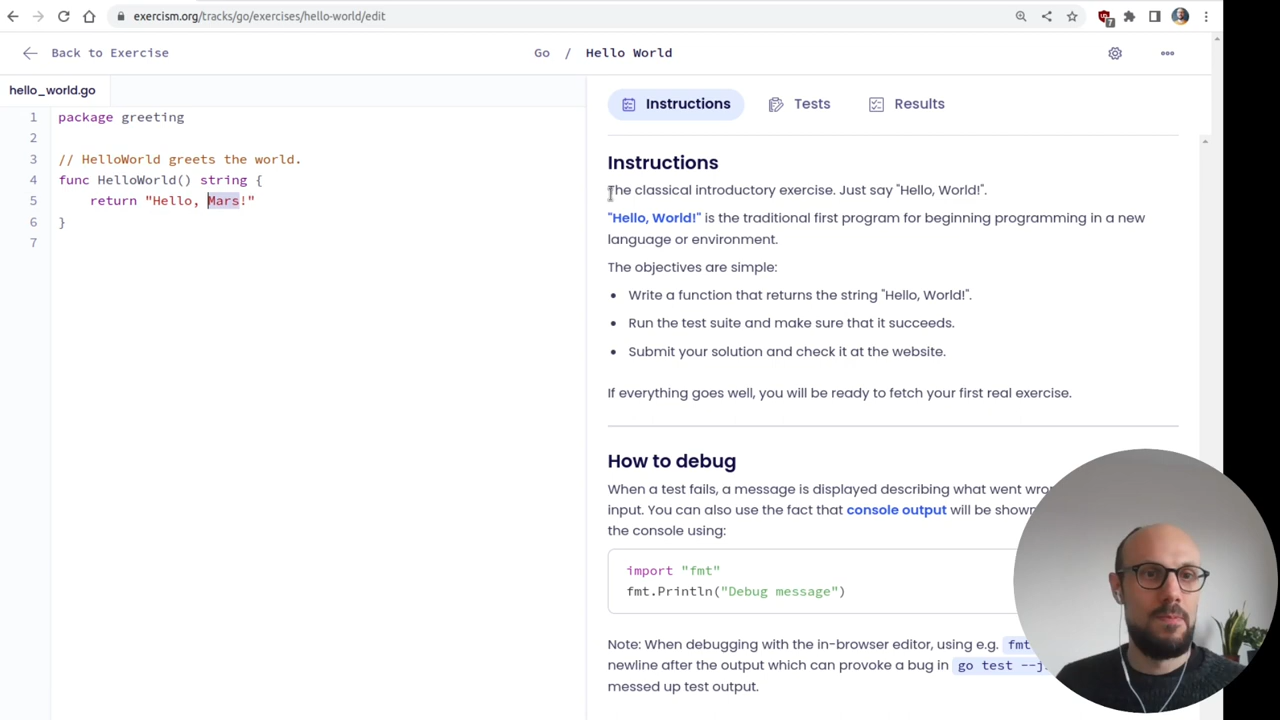 exercism.org/tracks/go/exercises/hello-world/edit
7
Back to Exercise
Go / Hello World
hello_world.go
1 package greeting
2
3 // HelloWorld greets the world.
4 func HelloWorld() string {
5 return "Hello, Mars!"
6 }
7
Instructions
Tests
Results
Instructions
The classical introductory exercise. Just say "Hello, World!".
"Hello, World!" is the traditional first program for beginning programming in a new
language or environment.
The objectives are simple:
• Write a function that returns the string "Hello, World!".
• Run the test suite and make sure that it succeeds.
• Submit your solution and check it at the website.
If everything goes well, you will be ready to fetch your first real exercise.
How to debug
When a test fails, a message is displayed describing what went
input. You can also use the fact that console output will be
the console using:
import "fmt"
fmt.Println("Debug message")
Note: When debugging with the in-browser editor, using e.g. fmt
newline after the output which can provoke a bug in go test
messed up test output.